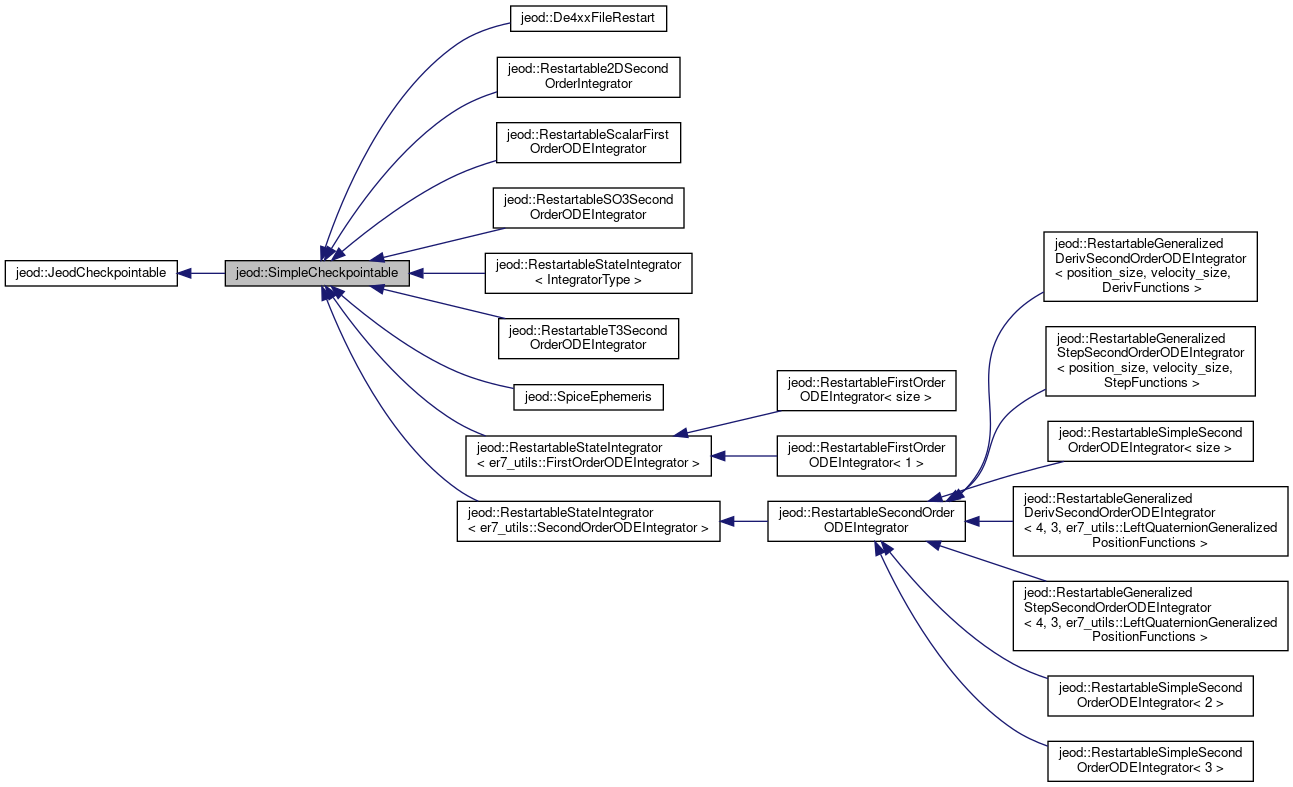 jeod::JeodCheckpointable
jeod::SimpleCheckpointable
jeod::De4xxFileRestart
jeod::Restartable2DSecond
OrderIntegrator
jeod::RestartableScalarFirst
OrderODEIntegrator
jeod::RestartableSO3Second
OrderODEIntegrator
jeod::RestartableStateIntegrator
< IntegratorType >
jeod::RestartableT3Second
OrderODEIntegrator
jeod::SpiceEphemeris
jeod::RestartableStateIntegrator
< er7_utils::FirstOrderODEIntegrator >
jeod::RestartableStateIntegrator
< er7_utils::SecondOrderODEIntegrator >
jeod::RestartableFirstOrder
ODEIntegrator< size >
jeod::RestartableFirstOrder
ODEIntegrator< 1 >
jeod::RestartableSecondOrder
ODEIntegrator
jeod::RestartableGeneralized
DerivSecondOrderODEIntegrator
< position_size, velocity_size,
DerivFunctions >
jeod::RestartableGeneralized
StepSecondOrderODEIntegrator
< position_size, velocity_size,
StepFunctions >
jeod::RestartableSimpleSecond
OrderODEIntegrator< size >
jeod::RestartableGeneralized
DerivSecondOrderODEIntegrator
< 4, 3, er7_utils::LeftQuaternionGeneralized
PositionFunctions >
jeod::RestartableGeneralized
StepSecondOrderODEIntegrator
< 4, 3, er7_utils::LeftQuaternionGeneralized
PositionFunctions >
jeod::RestartableSimpleSecond
OrderODEIntegrator< 2 >
jeod::RestartableSimpleSecond
OrderODEIntegrator< 3 >